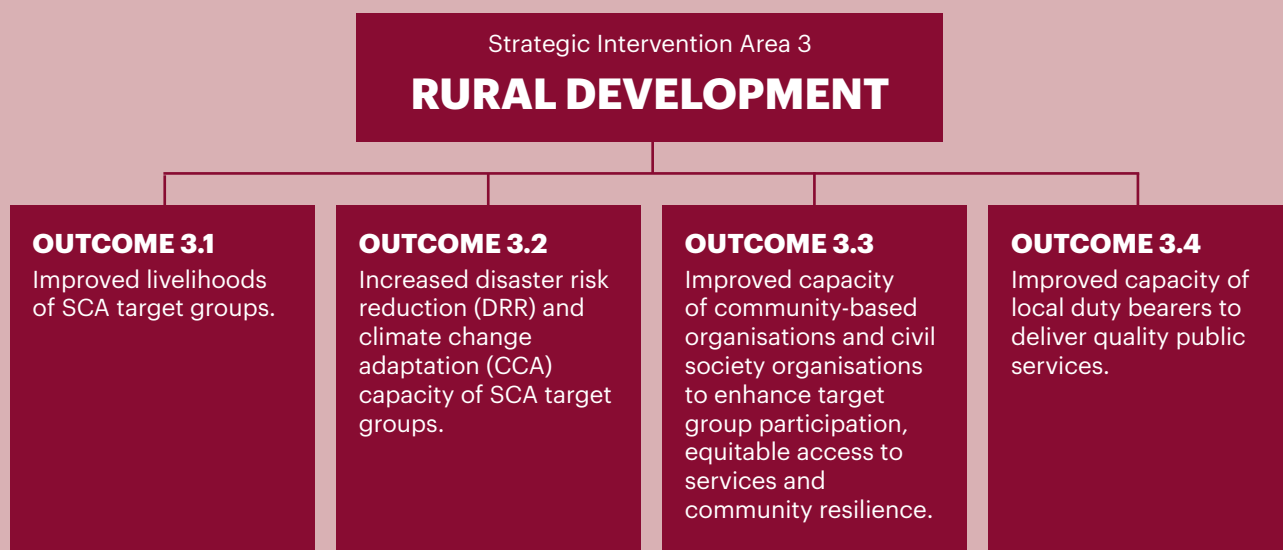 Strategic Intervention Area 3
RURAL DEVELOPMENT
OUTCOME 3.1
Improved livelihoods
of SCA target groups.
OUTCOME 3.2
Increased disaster risk
reduction (DRR) and
climate change
adaptation (CCA)
capacity of SCA target
groups.
OUTCOME 3.3
Improved capacity
of community-based
organisations and civil
society organisations
to enhance target
group participation,
equitable access to
services and
community resilience.
OUTCOME 3.4
Improved capacity of
local duty bearers to
deliver quality public
services.